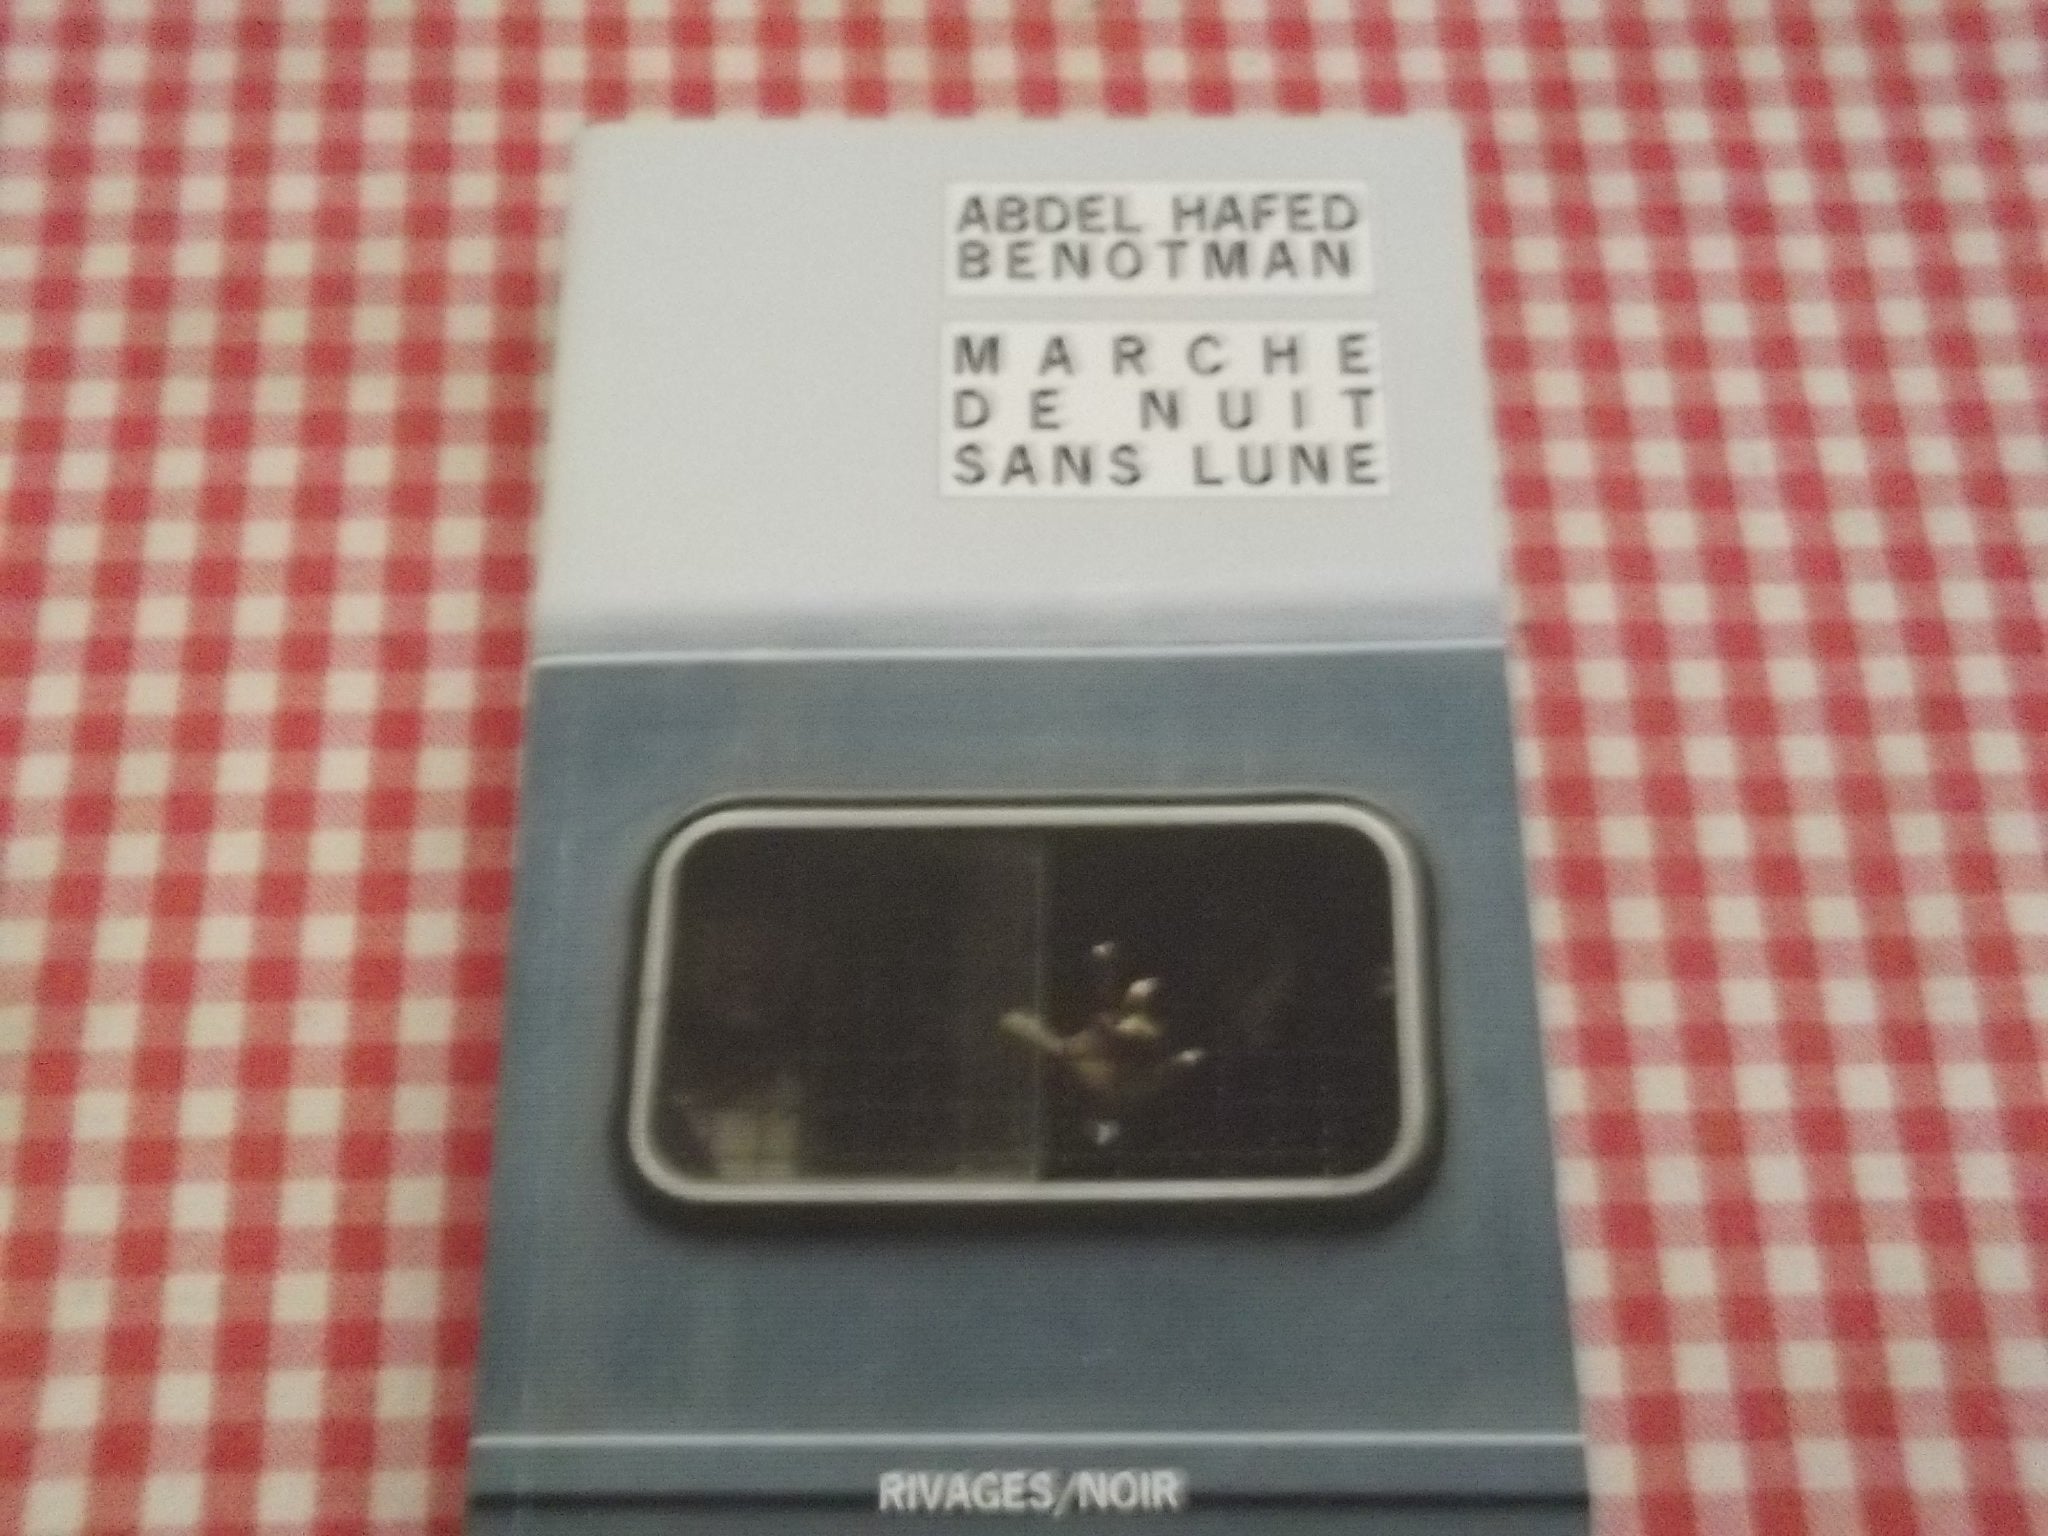 ABDEL HAFED
BENOTMAN
MARCHE
DE NUIT
SANS LUNE
RIVAGES/NOIR